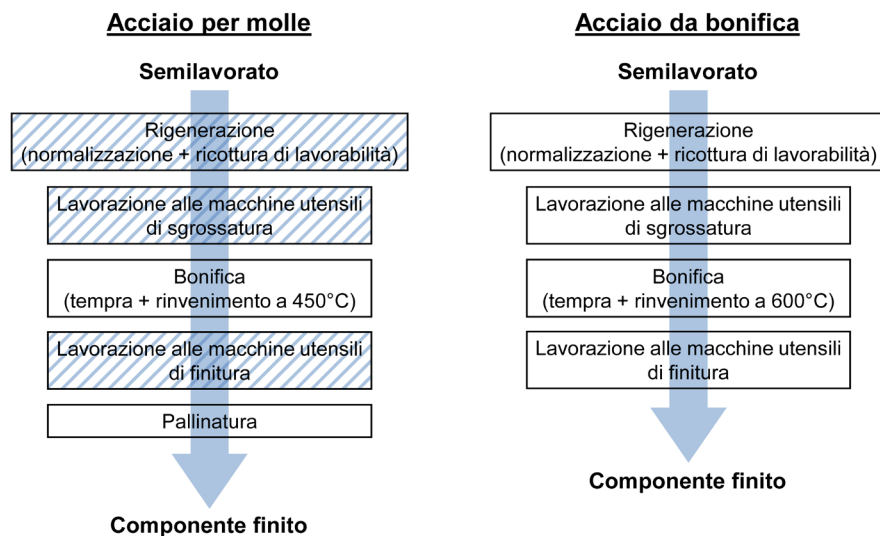 Acciaio per molle
Semilavorato
Rigenerazione
(normalizzazione + ricottura di lavorabilità)
Lavorazione alle macchine utensili
di sgrossatura
Bonifica
(tempra + rinvenimento a 450°C)
Lavorazione alle macchine utensili
di finitura
Pallinatura
Componente finito
Acciaio da bonifica
Semilavorato
Rigenerazione
(normalizzazione + ricottura di lavorabilità)
Lavorazione alle macchine utensili
di sgrossatura
Bonifica
(tempra + rinvenimento a 600°C)
Lavorazione alle macchine utensili
di finitura
Componente finito